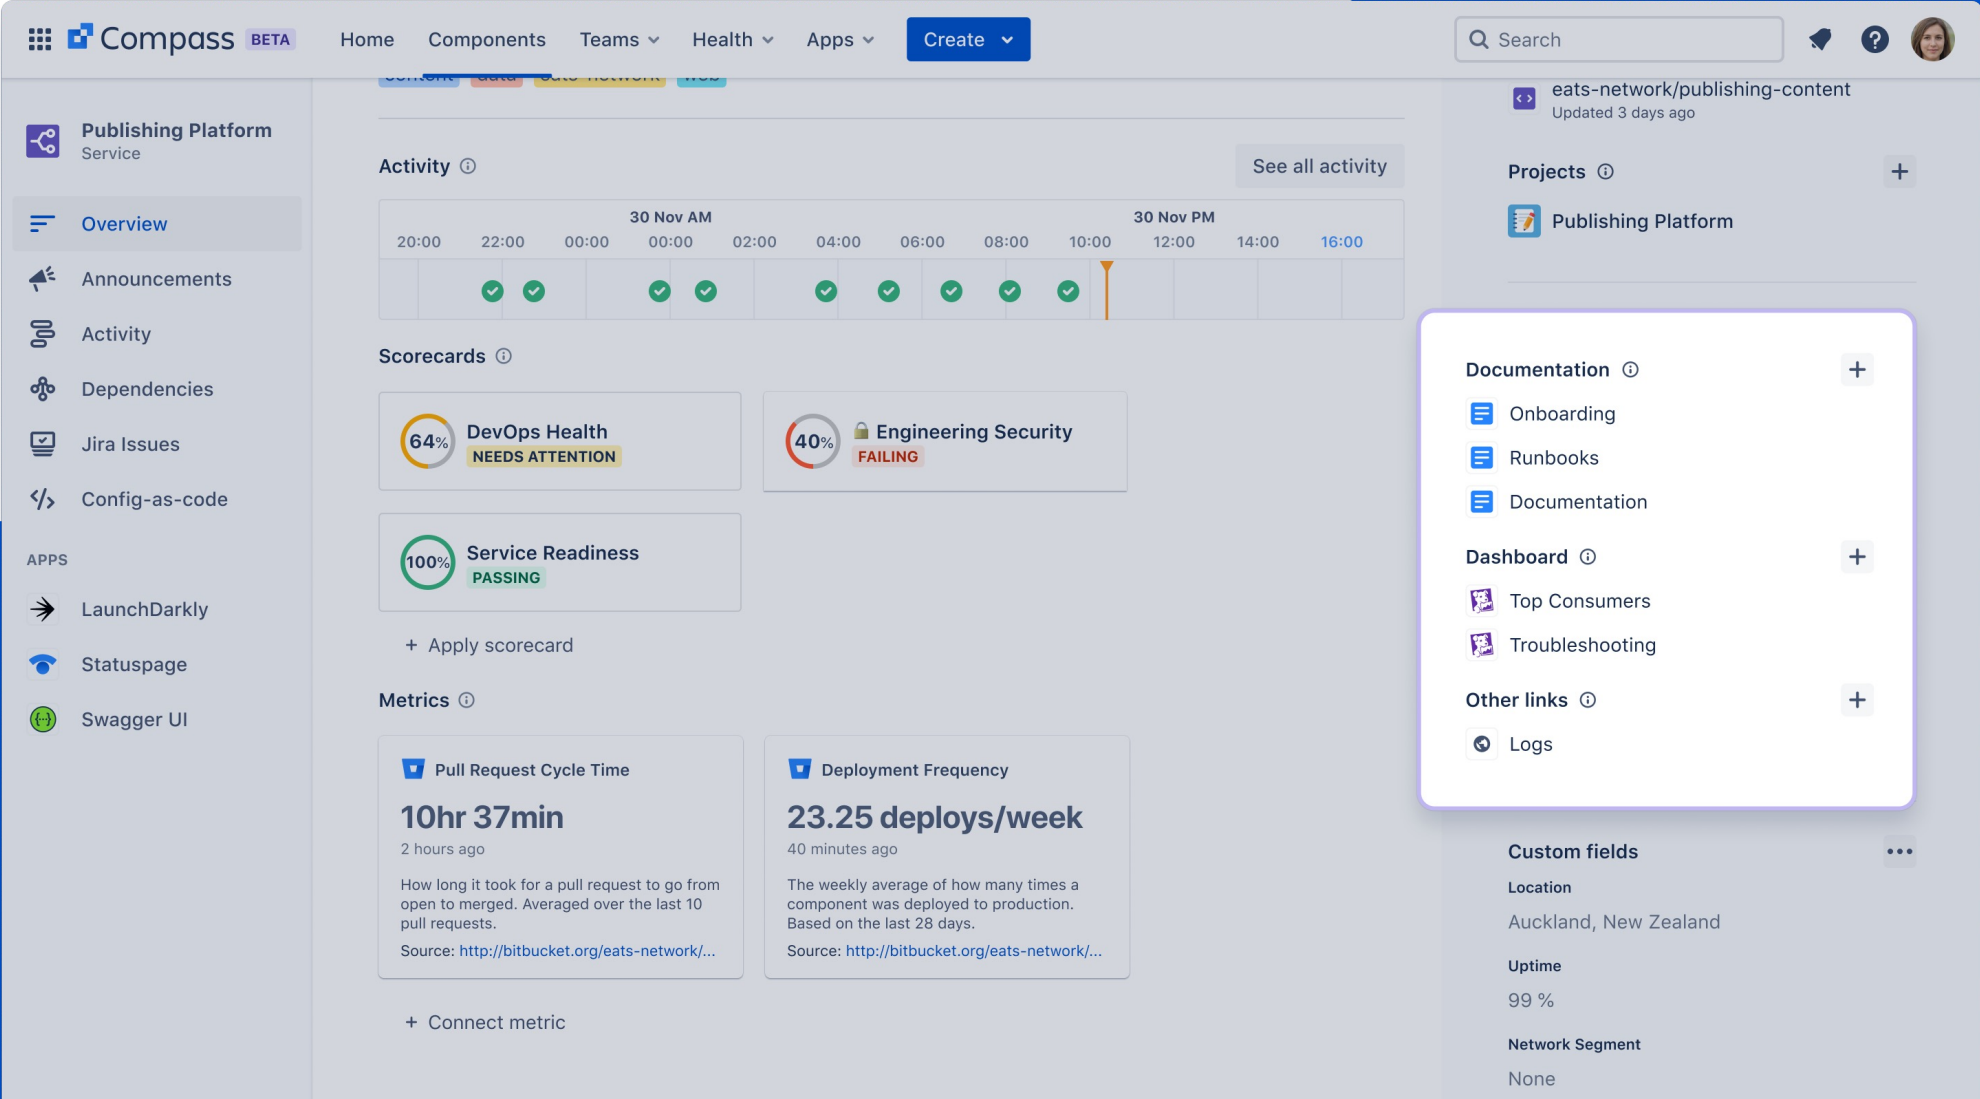 Compass BETA Home Components Teams Health Apps Create Search
content data eats-network web
Publishing Platform
Service
Overview
Announcements
Activity
Dependencies
Jira Issues
Config-as-code
APPS
LaunchDarkly
Statuspage
Swagger UI
Activity
See all activity
30 Nov AM 30 Nov PM
20:00 22:00 00:00 00:00 02:00 04:00 06:00 08:00 10:00 12:00 14:00 16:00
Scorecards
64% DevOps Health
NEEDS ATTENTION
40% Engineering Security
FAILING
100% Service Readiness
PASSING
+ Apply scorecard
Metrics
Pull Request Cycle Time
10hr 37min
2 hours ago
How long it took for a pull request to go from
open to merged. Averaged over the last 10
pull requests.
Source: http://bitbucket.org/eats-network/...
Deployment Frequency
23.25 deploys/week
40 minutes ago
The weekly average of how many times a
component was deployed to production.
Based on the last 28 days.
Source: http://bitbucket.org/eats-network/...
+ Connect metric
eats-network/publishing-content
Updated 3 days ago
Projects
Publishing Platform
Documentation
Onboarding
Runbooks
Documentation
Dashboard
Top Consumers
Troubleshooting
Other links
Logs
Custom fields
Location
Auckland, New Zealand
Uptime
99 %
Network Segment
None